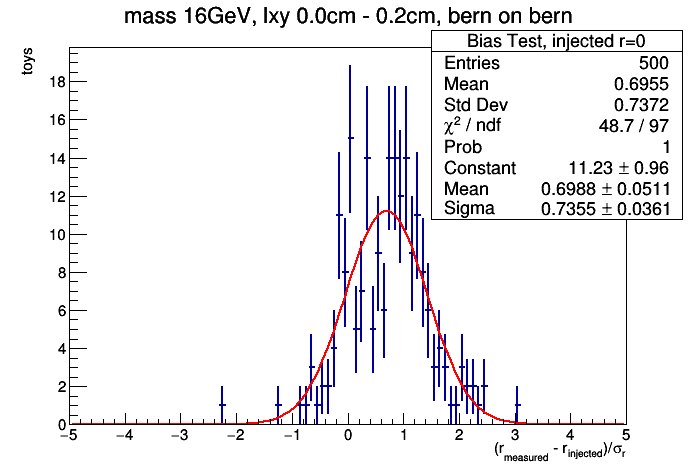 mass 16GeV, lxy 0.0cm - 0.2cm, bern on bern
Bias Test, injected r=0
Entries 500
Mean 0.6955
Std Dev 0.7372
χ² / ndf 48.7 / 97
Prob 1
Constant 11.23 ± 0.96
Mean 0.6988 ± 0.0511
Sigma 0.7355 ± 0.0361
toys
18
16
14
12
10
8
6
4
2
0
−5 −4 −3 −2 −1 0 1 2 3 4 5
(r_measured - r_injected)/σ_r